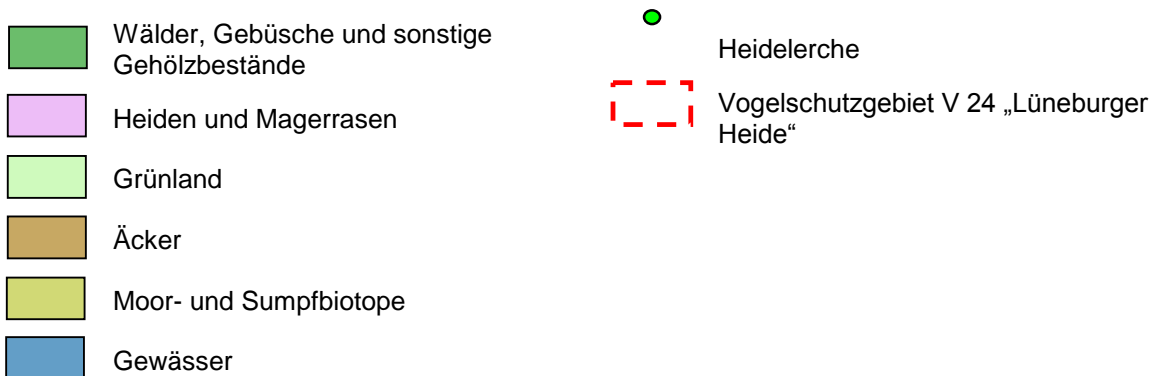 Wälder, Gebüsche und sonstige
Gehölzbestände
Heiden und Magerrasen
Grünland
Äcker
Moor- und Sumpfbiotope
Gewässer
Heidelerche
Vogelschutzgebiet V 24 „Lüneburger
Heide“